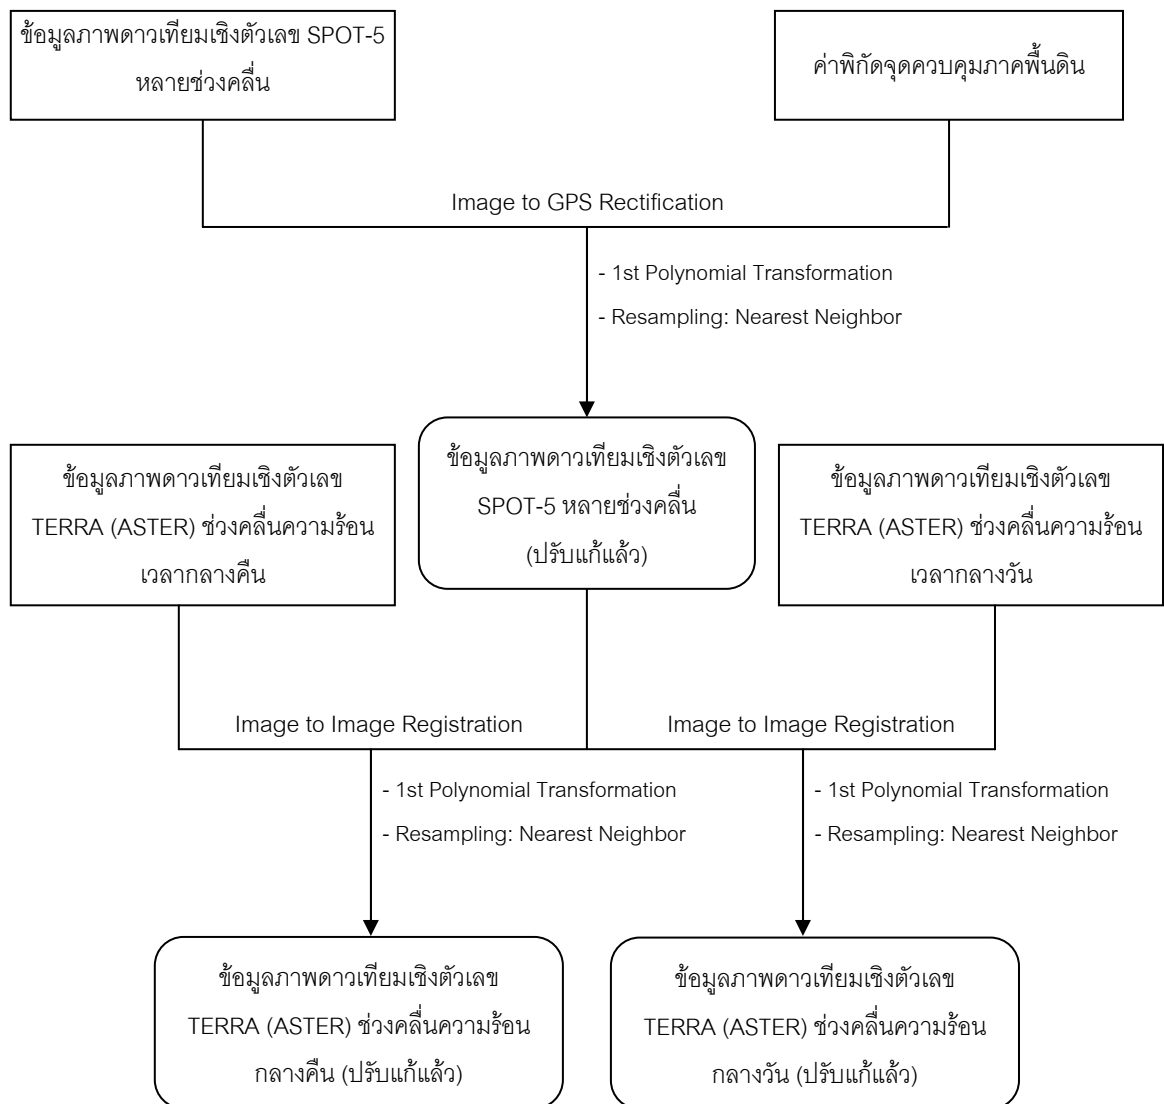 ข้อมูลภาพดาวเทียมเชิงตัวเลข SPOT-5
หลายช่วงคลื่น
ค่าพิกัดจุดควบคุมภาคพื้นดิน
Image to GPS Rectification
- 1st Polynomial Transformation
- Resampling: Nearest Neighbor
ข้อมูลภาพดาวเทียมเชิงตัวเลข
TERRA (ASTER) ช่วงคลื่นความร้อน
เวลากลางคืน
ข้อมูลภาพดาวเทียมเชิงตัวเลข
SPOT-5 หลายช่วงคลื่น
(ปรับแก้แล้ว)
ข้อมูลภาพดาวเทียมเชิงตัวเลข
TERRA (ASTER) ช่วงคลื่นความร้อน
เวลากลางวัน
Image to Image Registration
Image to Image Registration
- 1st Polynomial Transformation
- Resampling: Nearest Neighbor
- 1st Polynomial Transformation
- Resampling: Nearest Neighbor
ข้อมูลภาพดาวเทียมเชิงตัวเลข
TERRA (ASTER) ช่วงคลื่นความร้อน
กลางคืน (ปรับแก้แล้ว)
ข้อมูลภาพดาวเทียมเชิงตัวเลข
TERRA (ASTER) ช่วงคลื่นความร้อน
กลางวัน (ปรับแก้แล้ว)